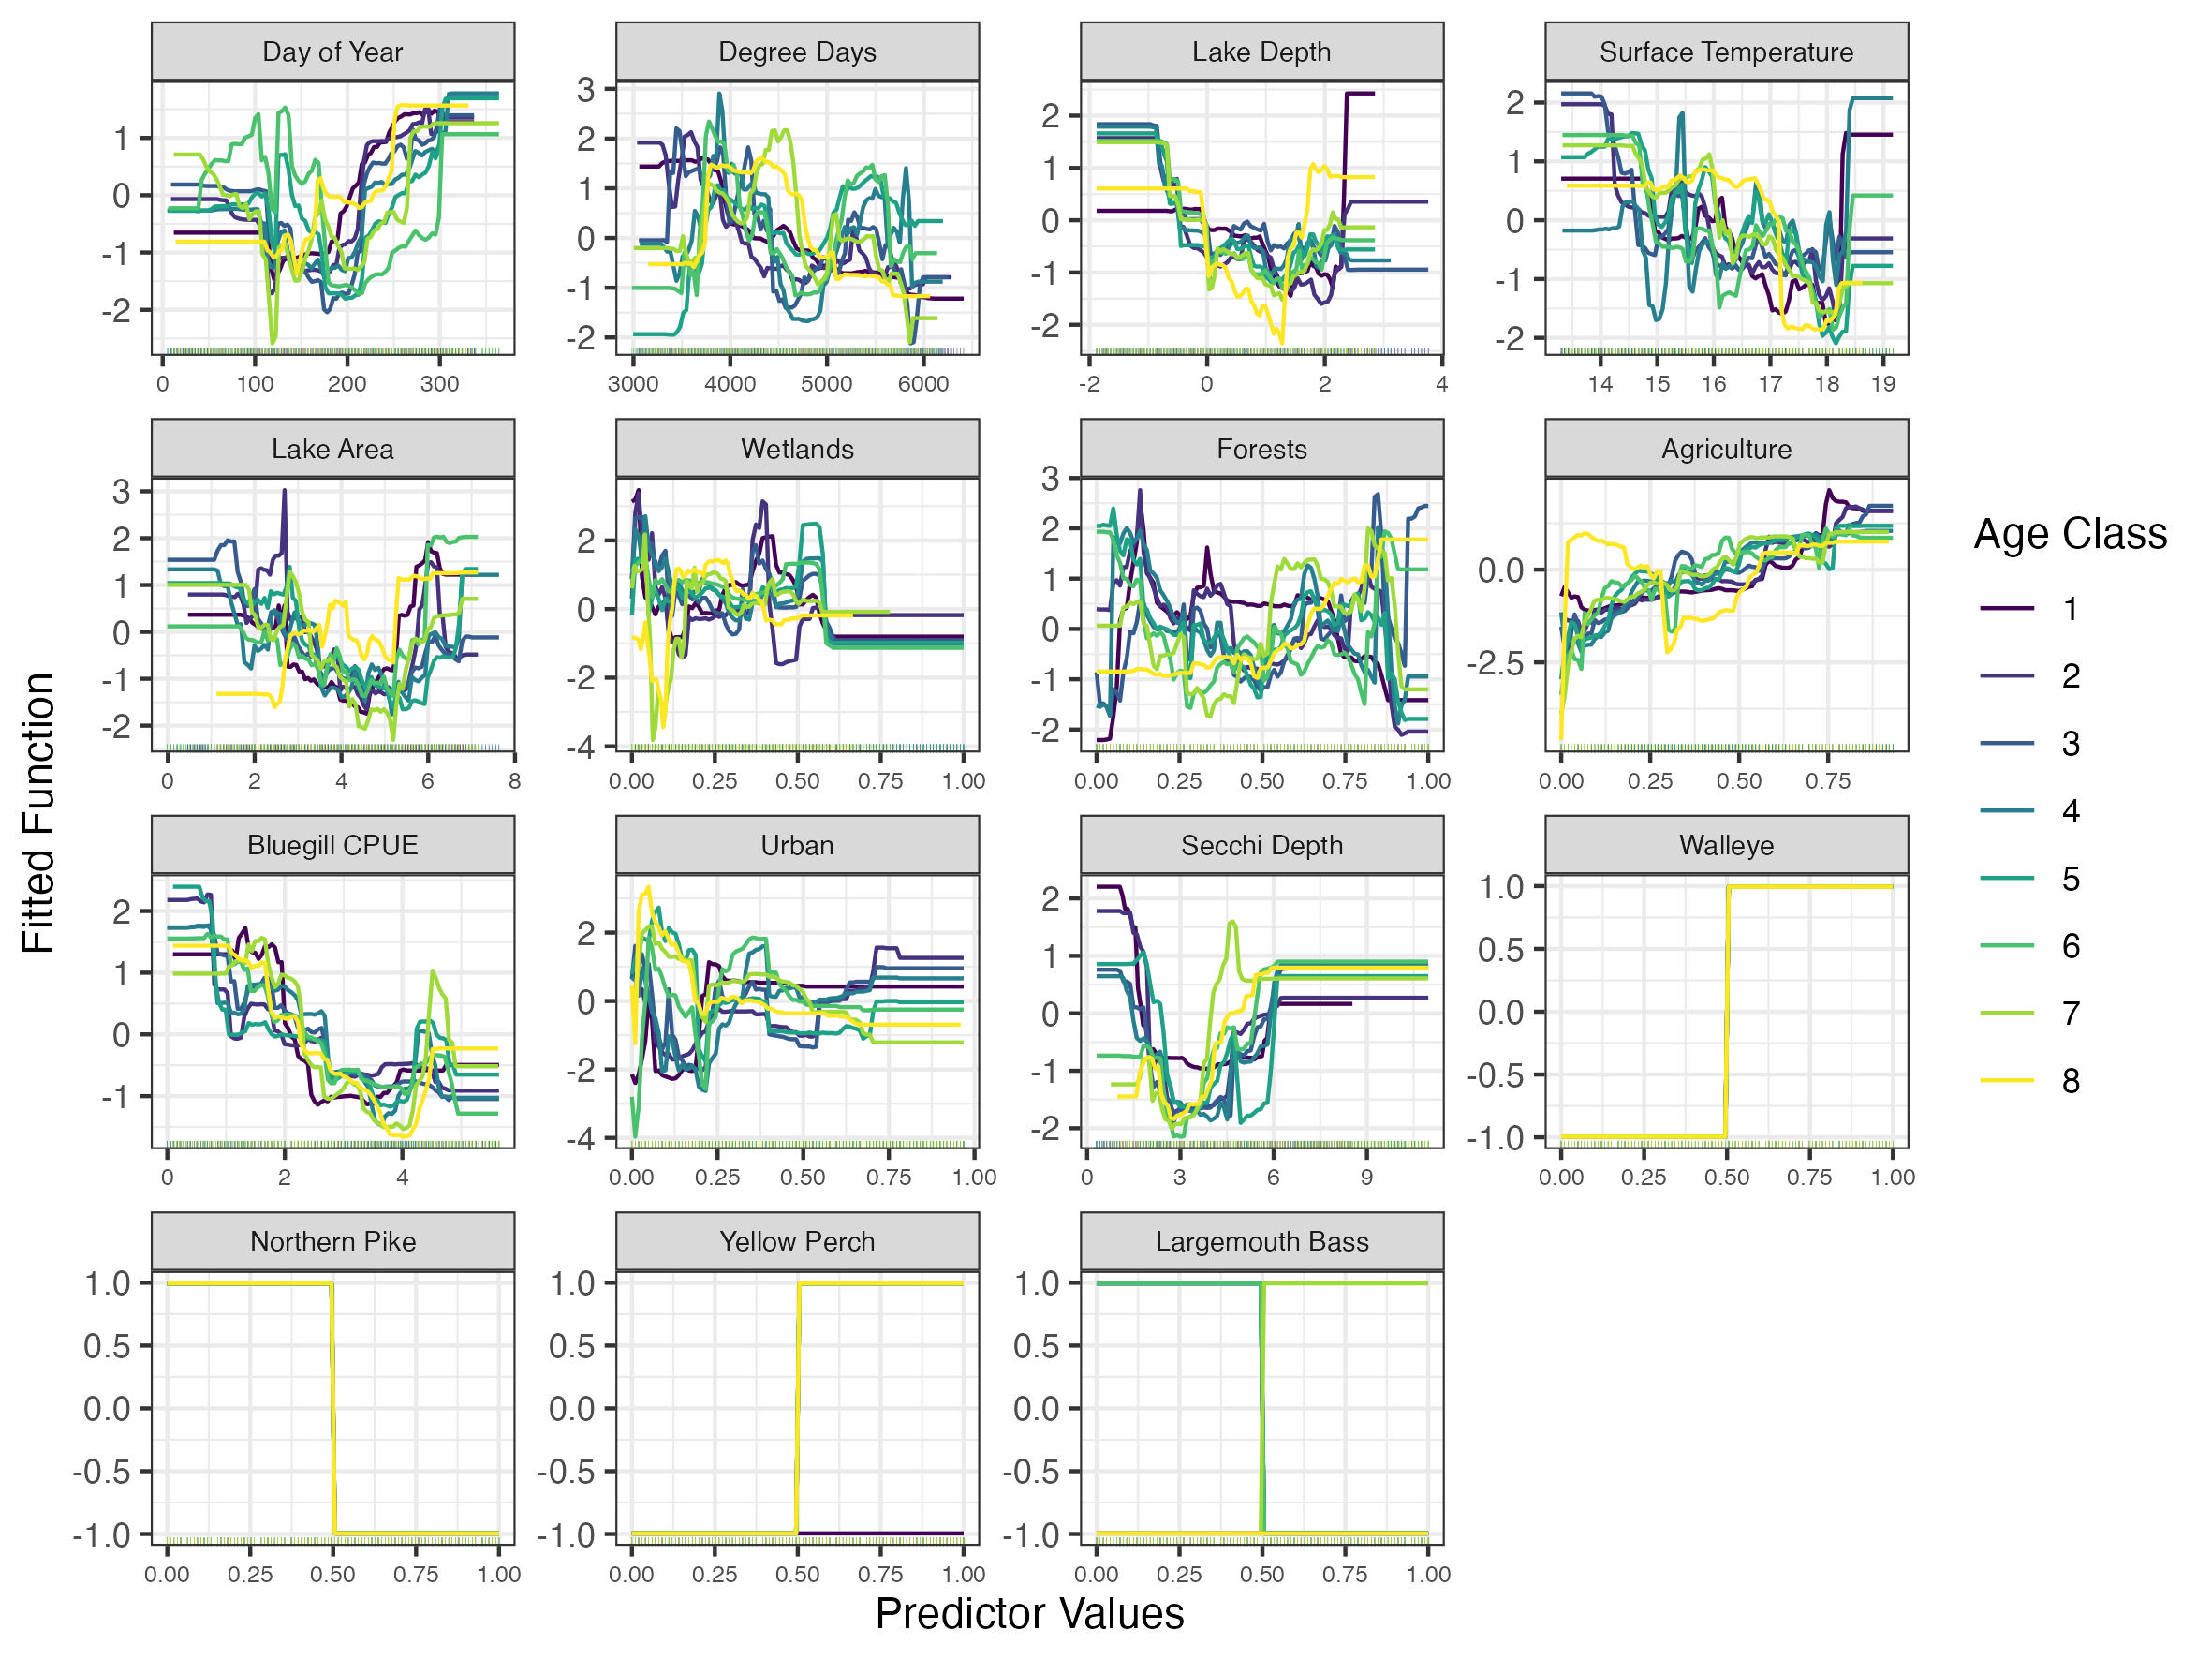 Day of Year
Degree Days
Lake Depth
Surface Temperature
1
0
-1
-2
0 100 200 300
3
2
1
0
-1
-2
3000 4000 5000 6000
2
1
0
-1
-2
-2 0 2 4
2
1
0
-1
-2
14 15 16 17 18 19
Lake Area
Wetlands
Forests
Agriculture
3
2
1
0
-1
-2
0 2 4 6 8
2
0
-2
-4
0.00 0.25 0.50 0.75 1.00
3
2
1
0
-1
-2
0.00 0.25 0.50 0.75 1.00
0.0
-2.5
0.00 0.25 0.50 0.75
Bluegill CPUE
Urban
Secchi Depth
Walleye
2
1
0
-1
0 2 4
2
0
-2
-4
0.00 0.25 0.50 0.75 1.00
2
1
0
-1
-2
0 3 6 9
1.0
0.5
0.0
-0.5
-1.0
0.00 0.25 0.50 0.75 1.00
Northern Pike
Yellow Perch
Largemouth Bass
1.0
0.5
0.0
-0.5
-1.0
0.00 0.25 0.50 0.75 1.00
1.0
0.5
0.0
-0.5
-1.0
0.00 0.25 0.50 0.75 1.00
1.0
0.5
0.0
-0.5
-1.0
0.00 0.25 0.50 0.75 1.00
Fitted Function
Predictor Values
Age Class
1
2
3
4
5
6
7
8